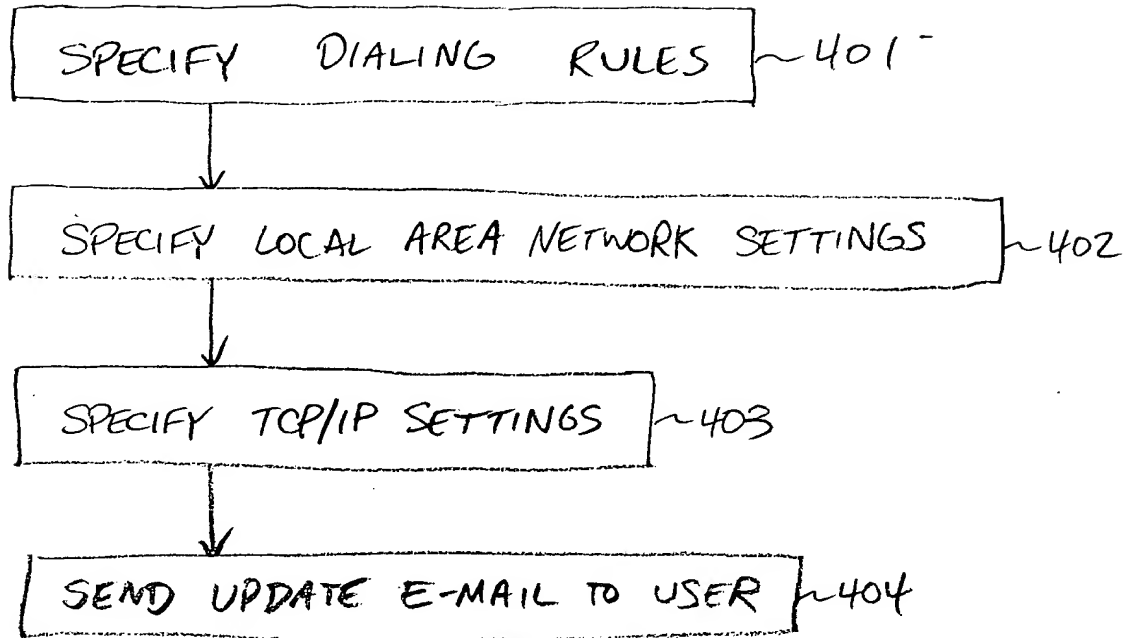 SPECIFY DIALING RULES ~401
SPECIFY LOCAL AREA NETWORK SETTINGS ~402
SPECIFY TCP/IP SETTINGS ~403
SEND UPDATE E-MAIL TO USER ~404